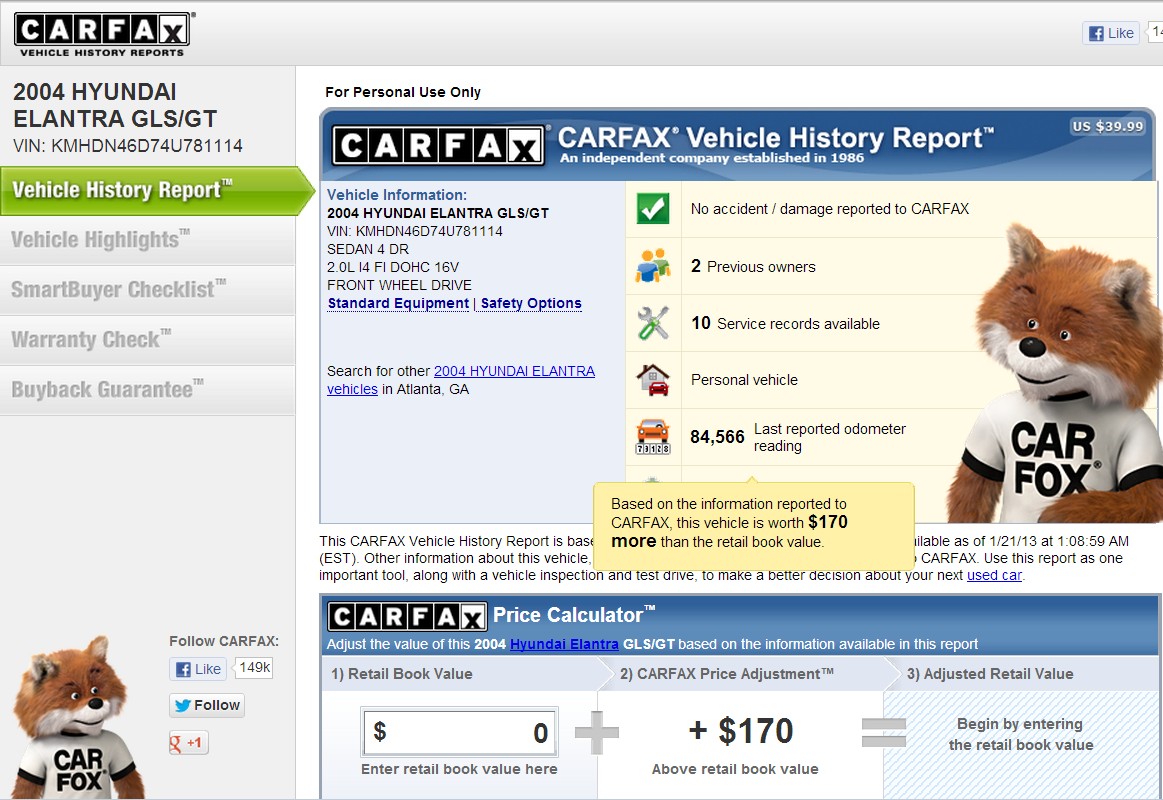 CARFAX®
VEHICLE HISTORY REPORTS
Like
2004 HYUNDAI
ELANTRA GLS/GT
VIN: KMHDN46D74U781114
Vehicle History Report™
Vehicle Highlights™
SmartBuyer Checklist™
Warranty Check™
Buyback Guarantee™
Follow CARFAX:
Like 149k
Follow
g +1
CAR
FOX
For Personal Use Only
CARFAX® CARFAX® Vehicle History Report™
US $39.99
An independent company established in 1986
Vehicle Information:
2004 HYUNDAI ELANTRA GLS/GT
VIN: KMHDN46D74U781114
SEDAN 4 DR
2.0L I4 FI DOHC 16V
FRONT WHEEL DRIVE
Standard Equipment | Safety Options
Search for other 2004 HYUNDAI ELANTRA
vehicles in Atlanta, GA
No accident / damage reported to CARFAX
2 Previous owners
10 Service records available
Personal vehicle
73128
84,566 Last reported odometer
reading
CAR
FOX®
Based on the information reported to
CARFAX, this vehicle is worth $170
more than the retail book value.
This CARFAX Vehicle History Report is based ilable as of 1/21/13 at 1:08:59 AM
(EST). Other information about this vehicle, CARFAX. Use this report as one
important tool, along with a vehicle inspection and test drive, to make a better decision about your next used car.
CARFAX Price Calculator™
Adjust the value of this 2004 Hyundai Elantra GLS/GT based on the information available in this report
1) Retail Book Value
2) CARFAX Price Adjustment™
3) Adjusted Retail Value
$ 0
Enter retail book value here
+ $170
Above retail book value
Begin by entering
the retail book value